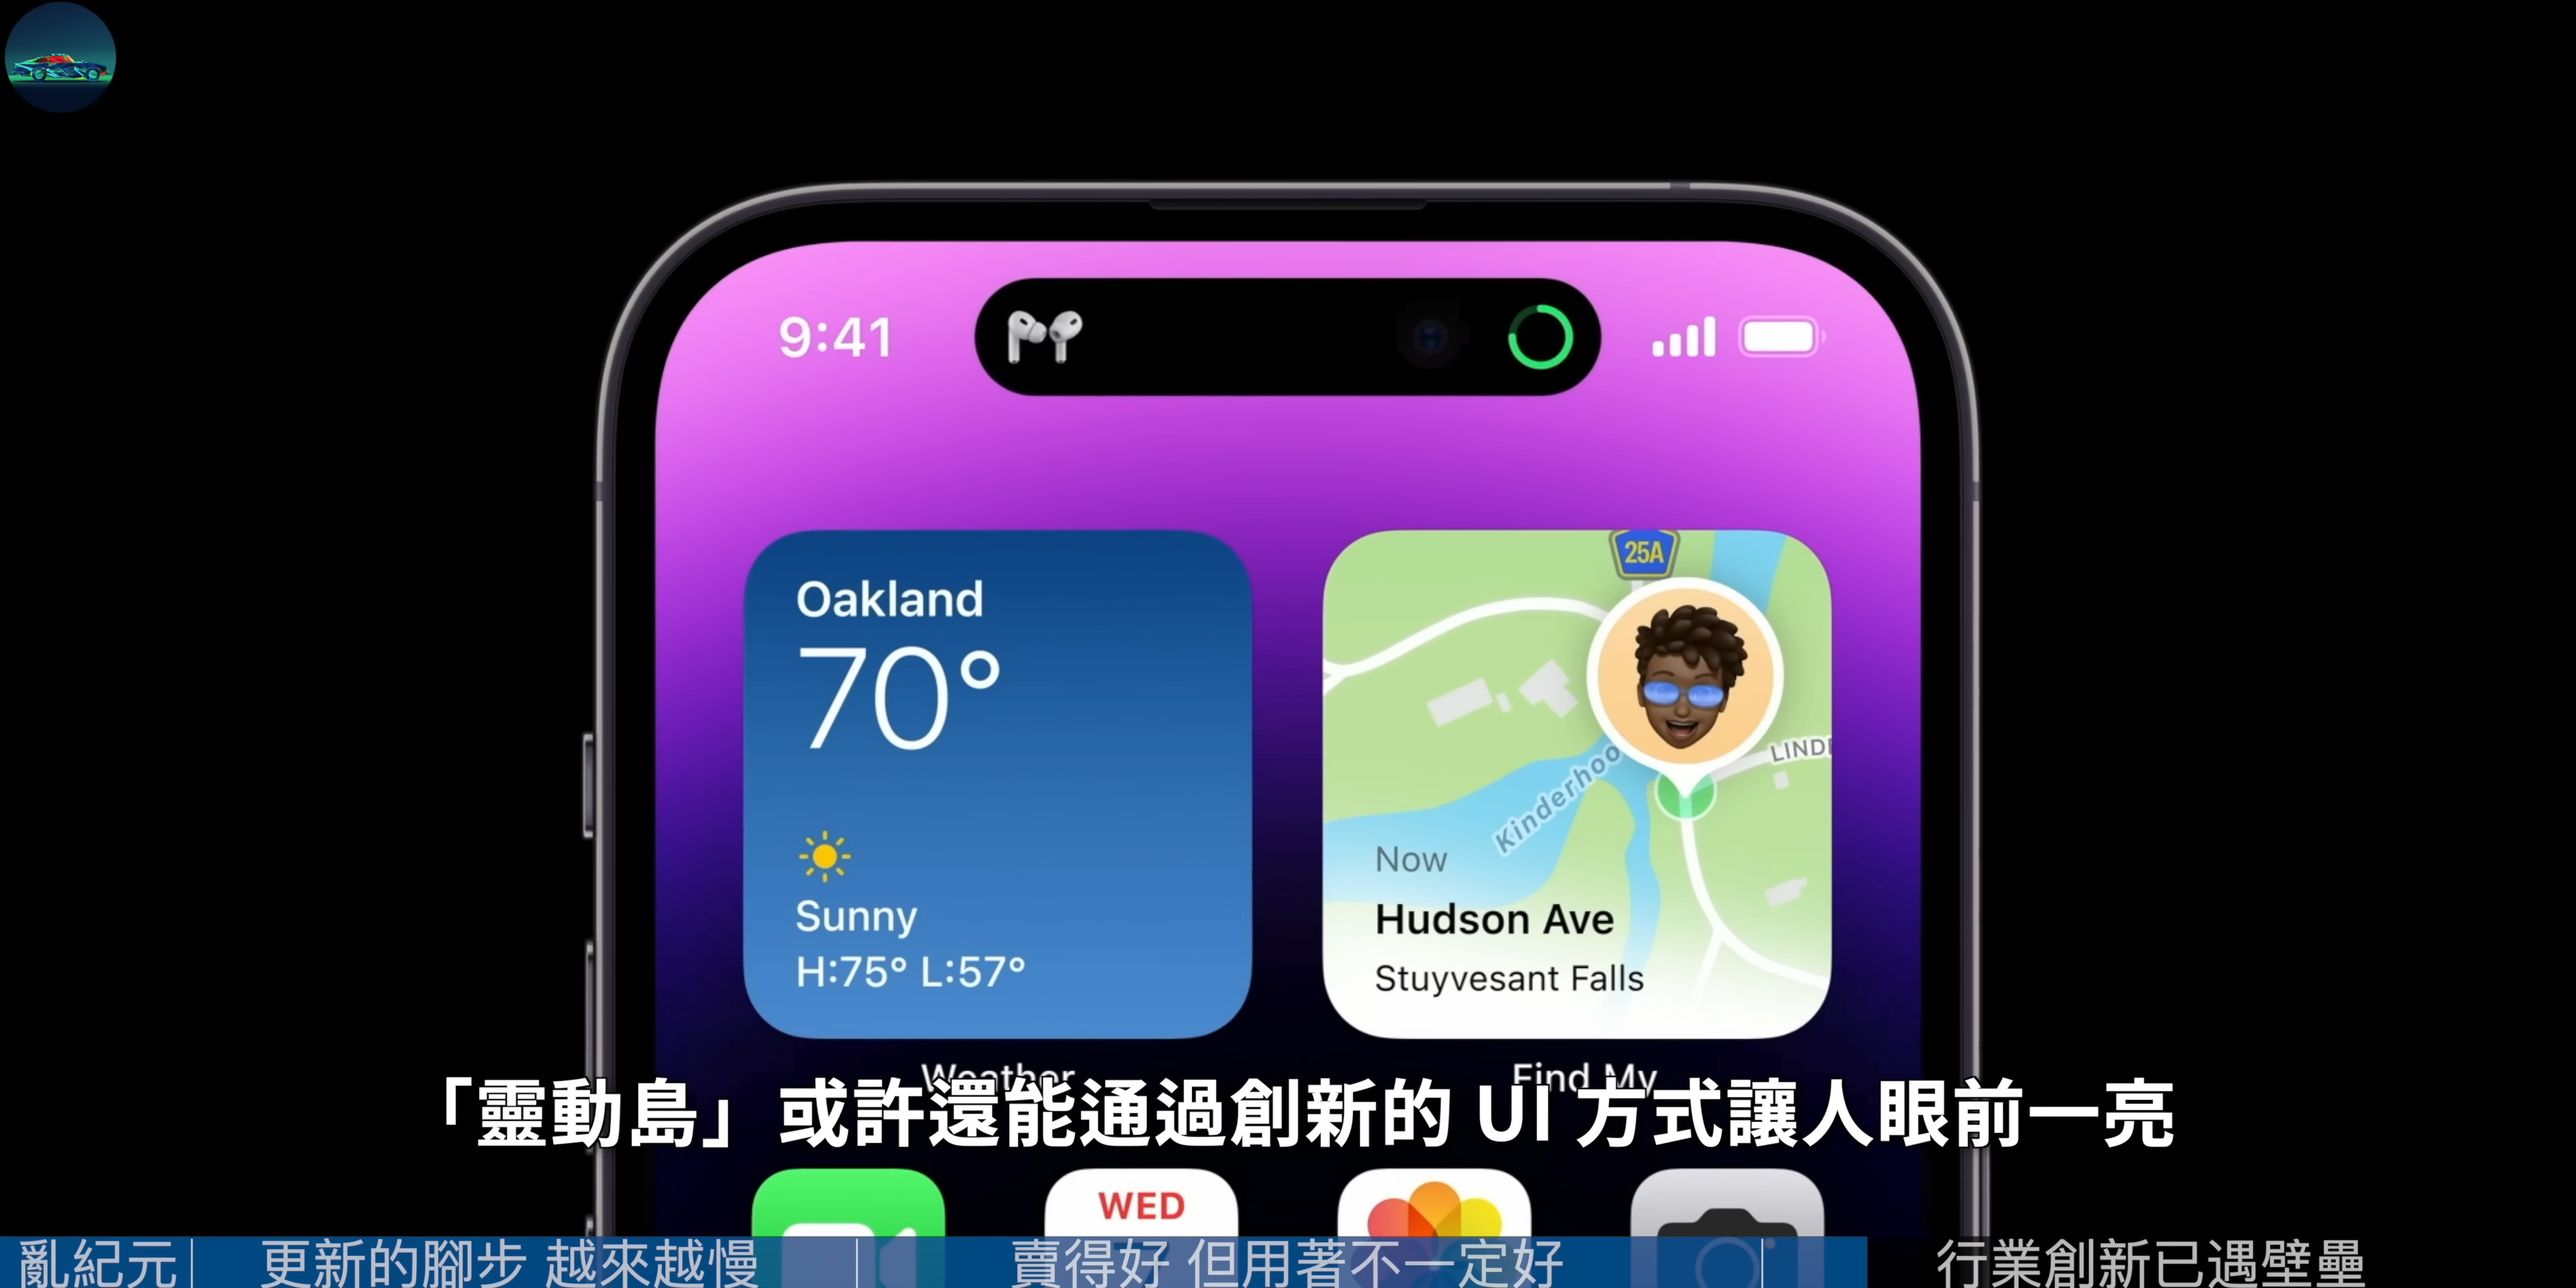 9:41
Oakland
70°
Sunny
H:75° L:57°
25A
LIND
Kinderhoo
Now
Hudson Ave
Stuyvesant Falls
Weather
Find My
「靈動島」或許還能通過創新的 UI 方式讓人眼前一亮
WED
亂紀元
更新的腳步 越來越慢
賣得好 但用著不一定好
行業創新已遇壁壘